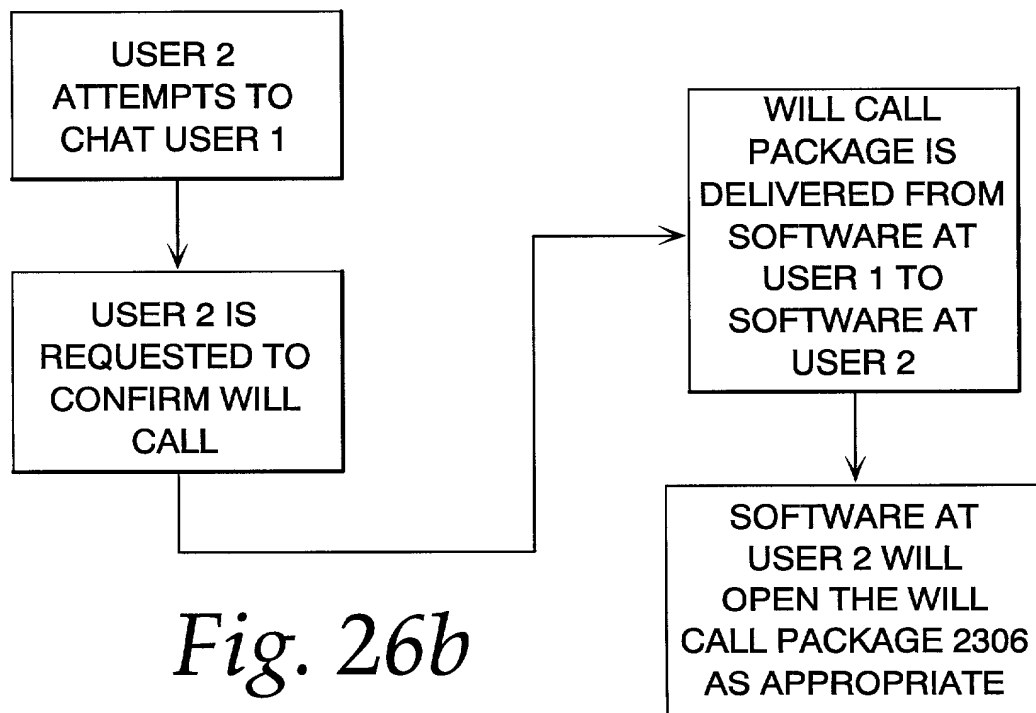 USER 2
ATTEMPTS TO
CHAT USER 1
USER 2 IS
REQUESTED TO
CONFIRM WILL
CALL
WILL CALL
PACKAGE IS
DELIVERED FROM
SOFTWARE AT
USER 1 TO
SOFTWARE AT
USER 2
SOFTWARE AT
USER 2 WILL
OPEN THE WILL
CALL PACKAGE 2306
AS APPROPRIATE
Fig. 26b